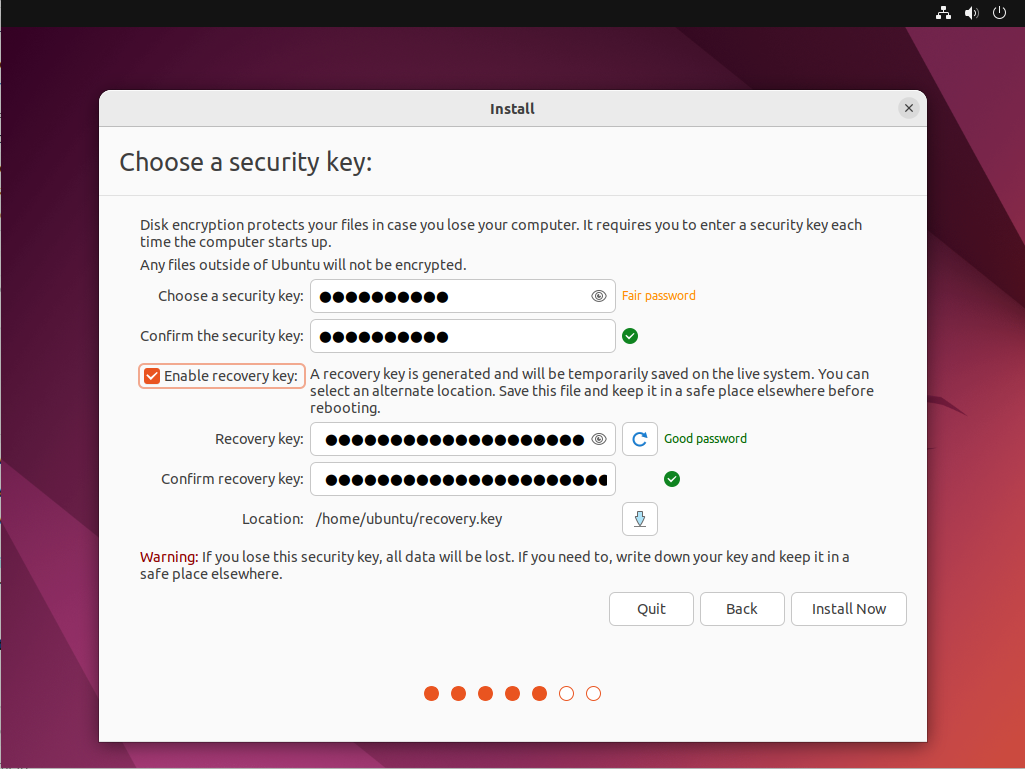 Install
Choose a security key:
Disk encryption protects your files in case you lose your computer. It requires you to enter a security key each
time the computer starts up.
Any files outside of Ubuntu will not be encrypted.
Choose a security key: ●●●●●●●●●● Fair password
Confirm the security key: ●●●●●●●●●●
Enable recovery key: A recovery key is generated and will be temporarily saved on the live system. You can
select an alternate location. Save this file and keep it in a safe place elsewhere before
rebooting.
Recovery key: ●●●●●●●●●●●●●●●●●●●● Good password
Confirm recovery key: ●●●●●●●●●●●●●●●●●●●●●●
Location: /home/ubuntu/recovery.key
Warning: If you lose this security key, all data will be lost. If you need to, write down your key and keep it in a
safe place elsewhere.
Quit Back Install Now